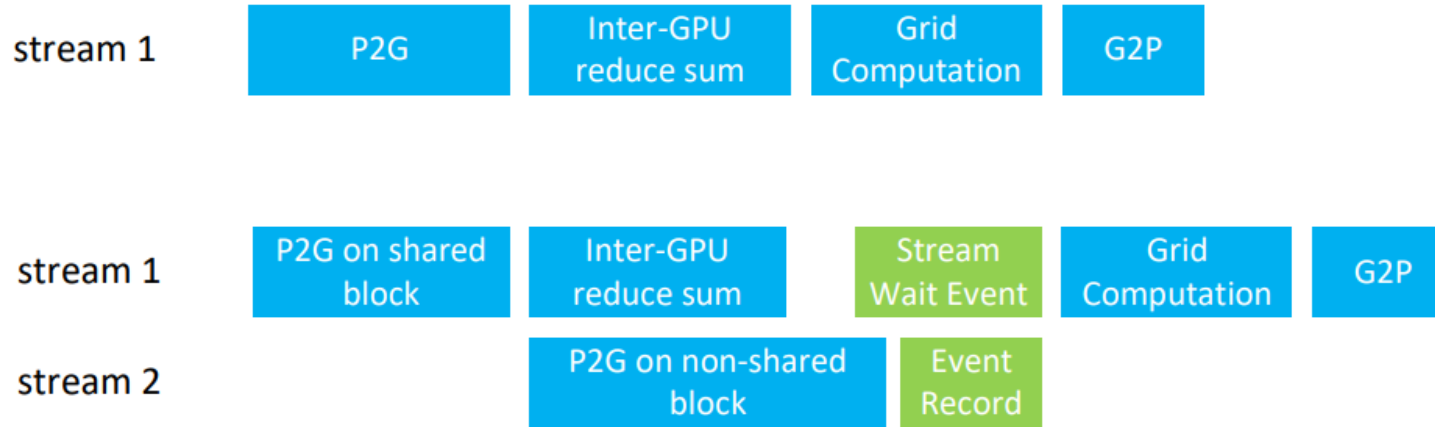 stream 1
P2G
Inter-GPU
reduce sum
Grid
Computation
G2P
stream 1
P2G on shared
block
Inter-GPU
reduce sum
Stream
Wait Event
Grid
Computation
G2P
stream 2
P2G on non-shared
block
Event
Record